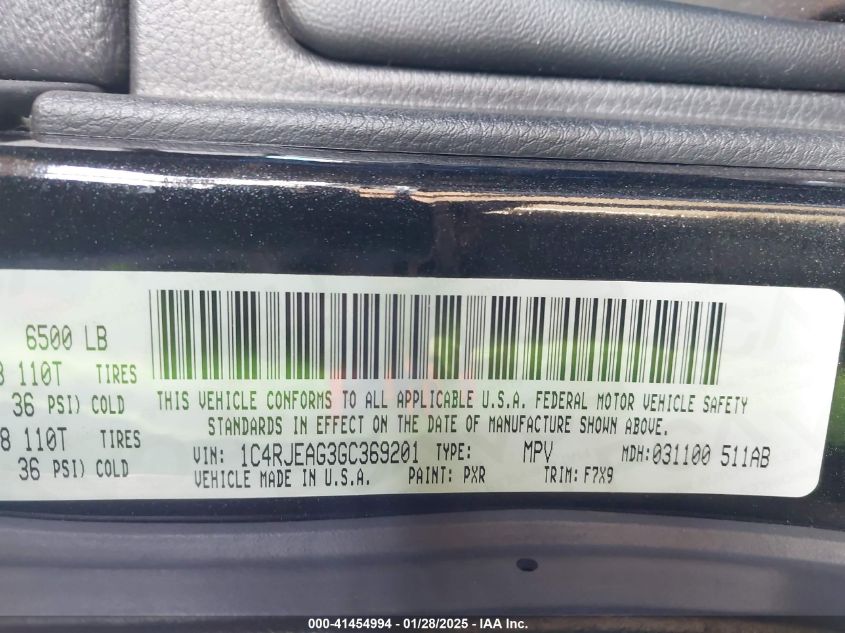 6500 LB
8 110T TIRES
36 PSI) COLD
8 110T TIRES
36 PSI) COLD
THIS VEHICLE CONFORMS TO ALL APPLICABLE U.S.A. FEDERAL MOTOR VEHICLE SAFETY
STANDARDS IN EFFECT ON THE DATE OF MANUFACTURE SHOWN ABOVE.
VIN: 1C4RJEAG3GC369201 TYPE: MPV MDH:031100 511AB
VEHICLE MADE IN U.S.A. PAINT: PXR TRIM: F7X9
000-41454994 - 01/28/2025 - IAA Inc.